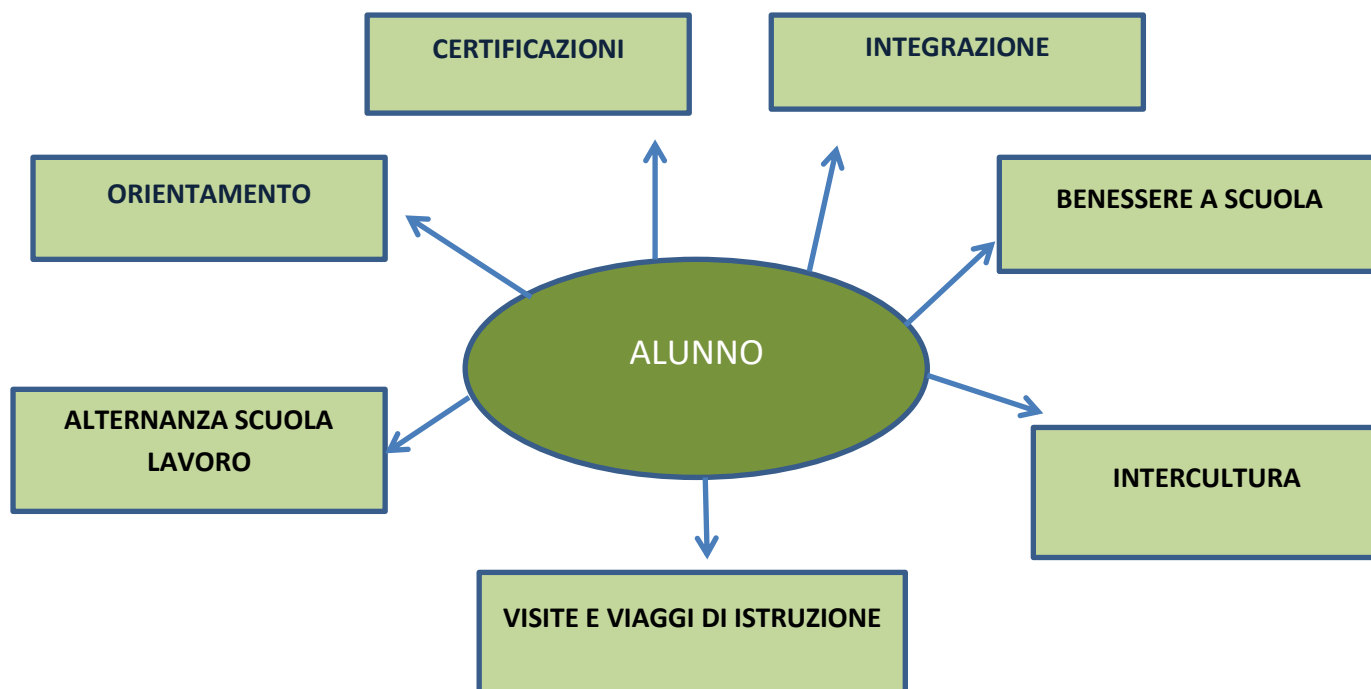 CERTIFICAZIONI
INTEGRAZIONE
ORIENTAMENTO
BENESSERE A SCUOLA
ALUNNO
ALTERNANZA SCUOLA
LAVORO
INTERCULTURA
VISITE E VIAGGI DI ISTRUZIONE